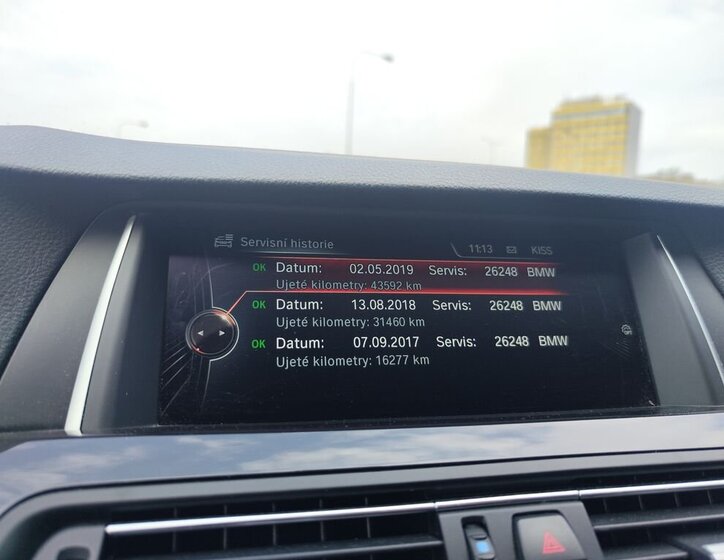 Servisní historie 11:13 KISS
OK Datum: 02.05.2019 Servis: 26248 BMW
Ujeté kilometry: 43592 km
OK Datum: 13.08.2018 Servis: 26248 BMW
Ujeté kilometry: 31460 km
OK Datum: 07.09.2017 Servis: 26248 BMW
Ujeté kilometry: 16277 km